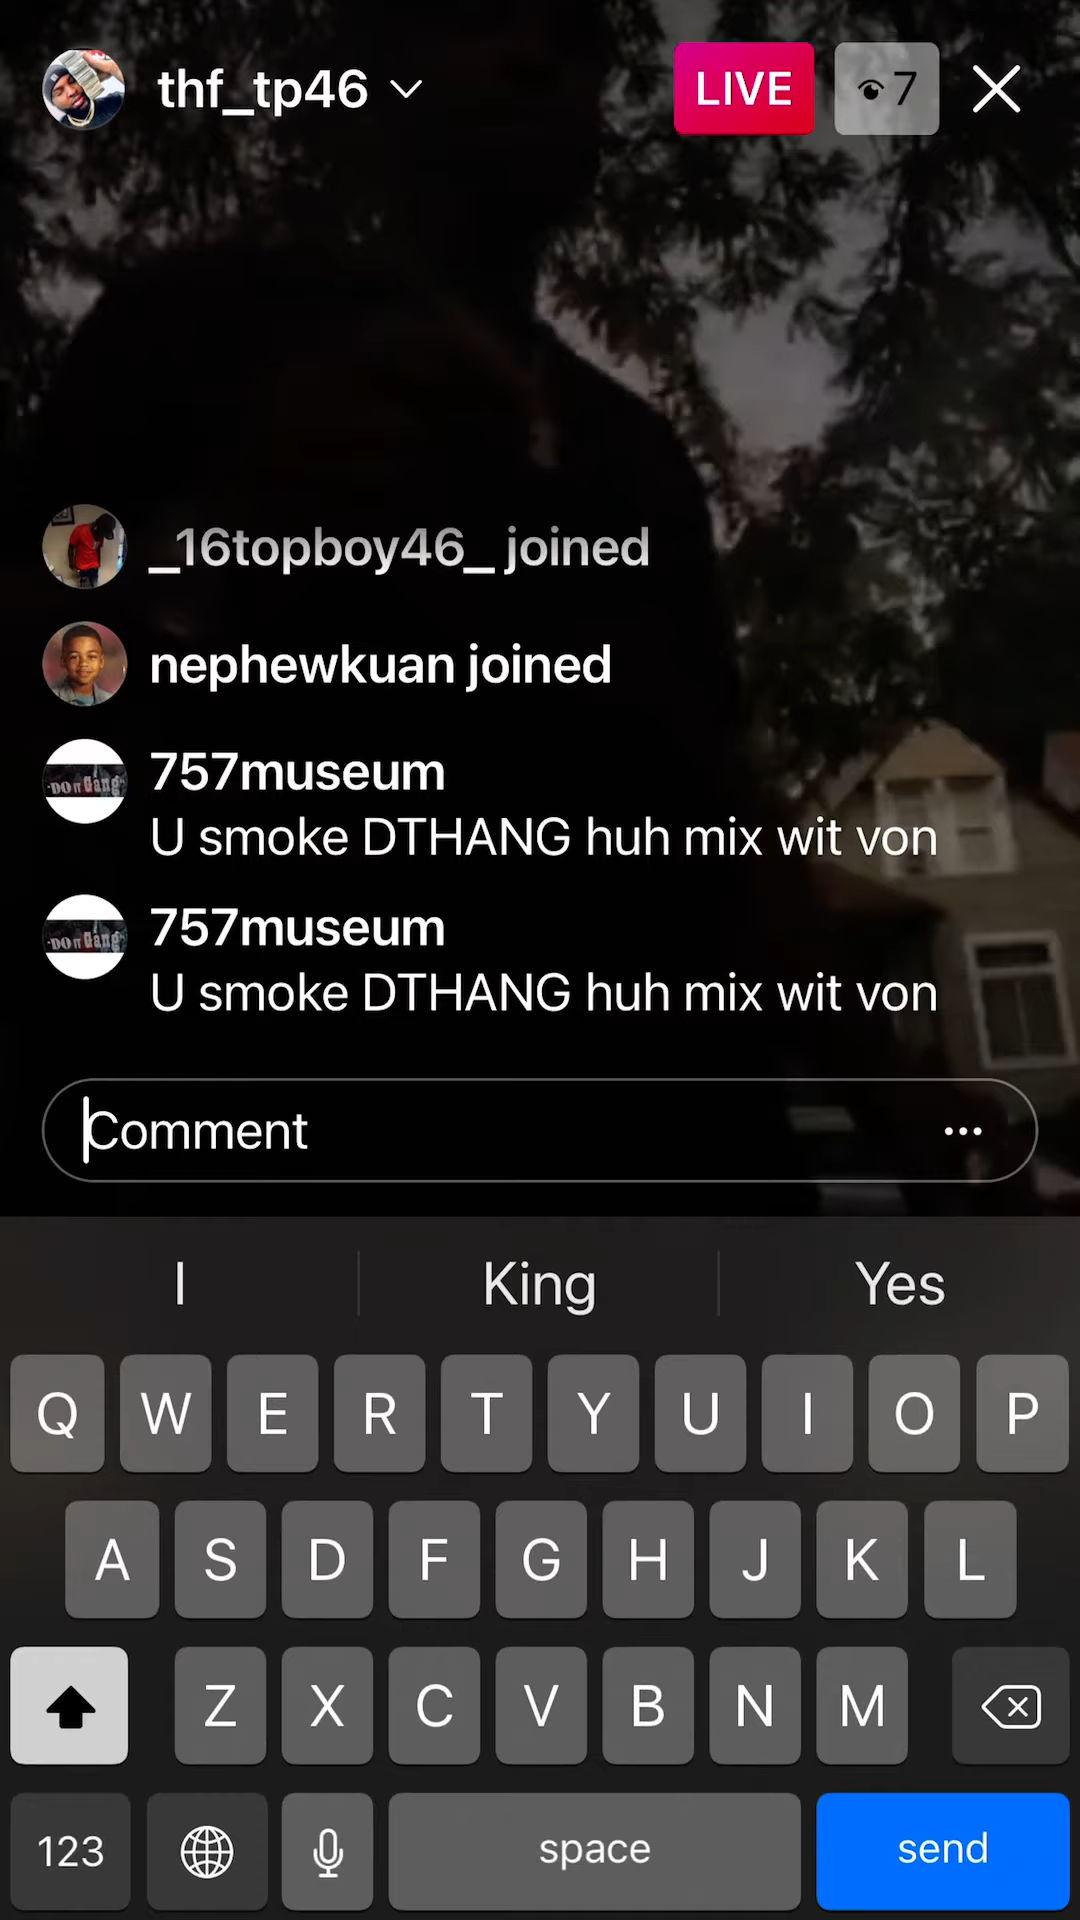 thf_tp46
LIVE
7
_16topboy46_ joined
nephewkuan joined
757museum
U smoke DTHANG huh mix wit von
757museum
U smoke DTHANG huh mix wit von
Comment
I King Yes
Q W E R T Y U I O P
A S D F G H J K L
Z X C V B N M
123 space send